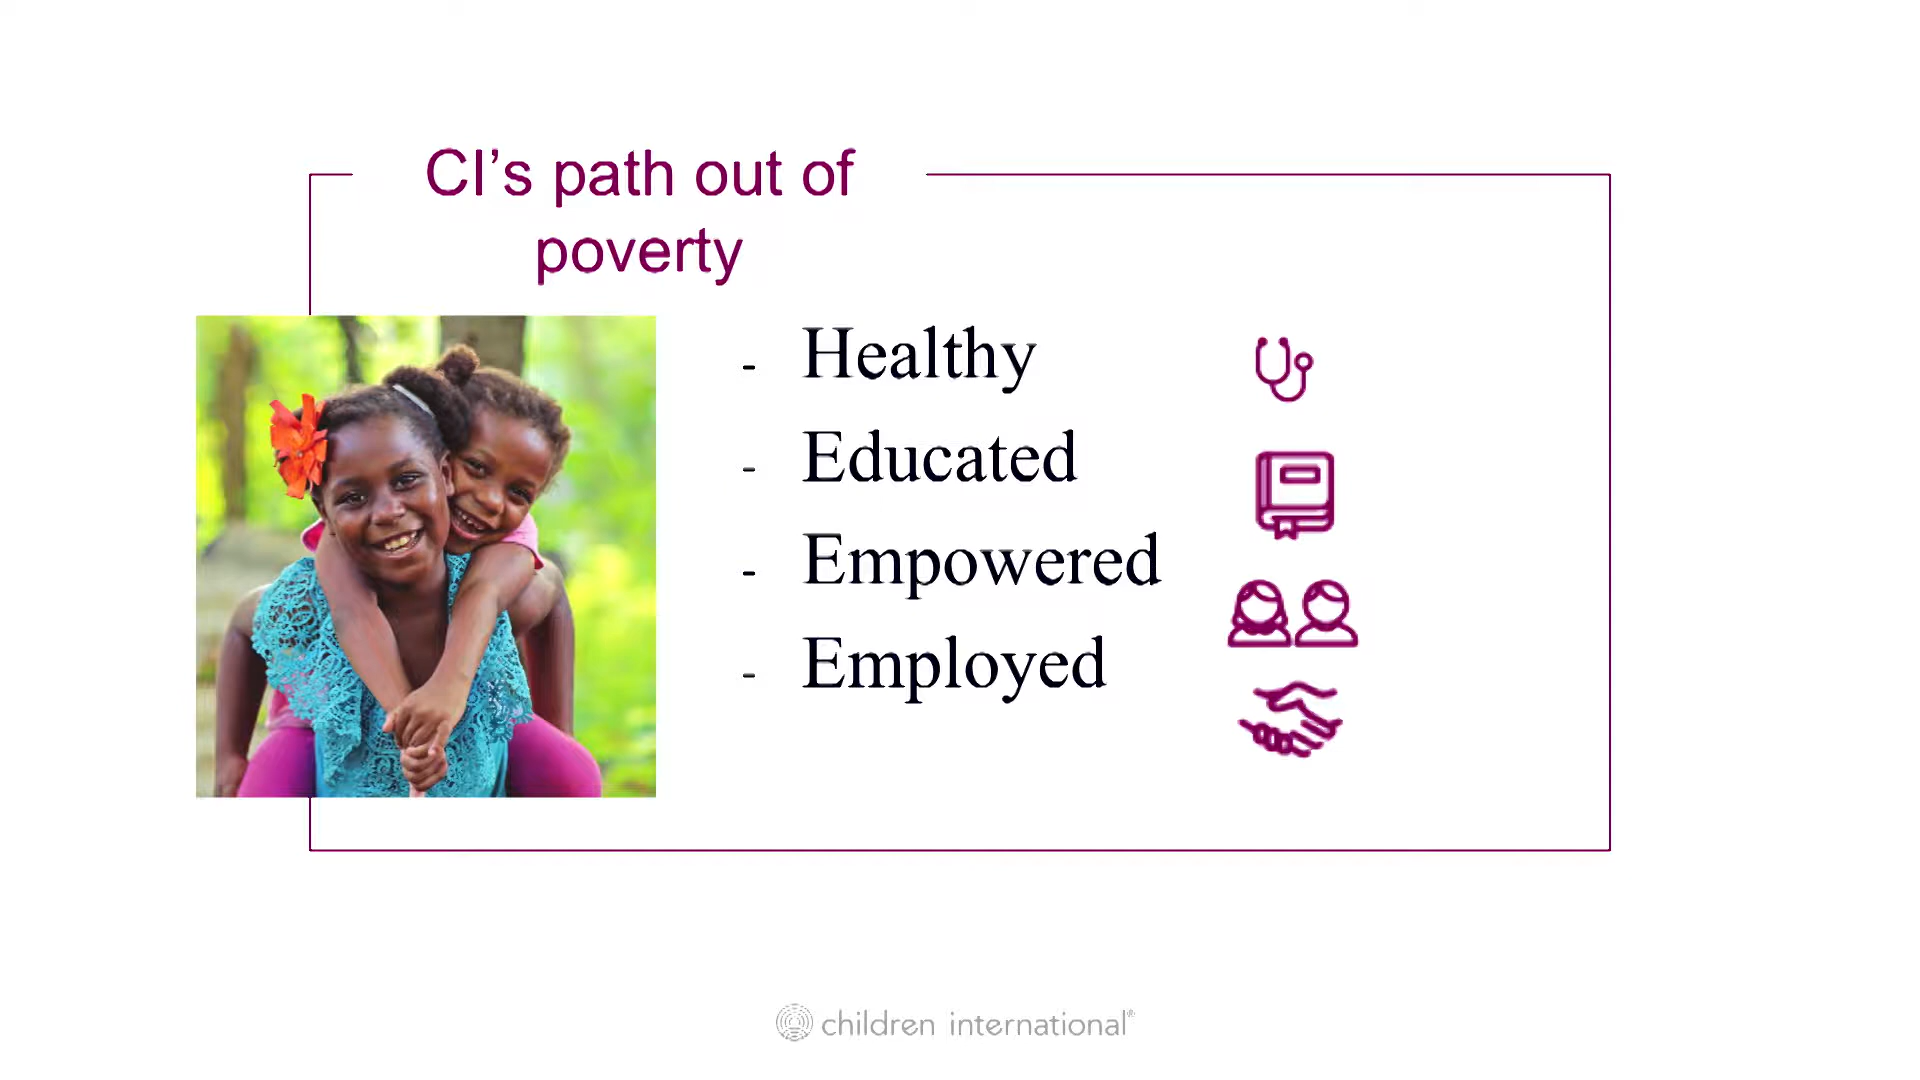 CI’s path out of
poverty
- Healthy
- Educated
- Empowered
- Employed
children international®